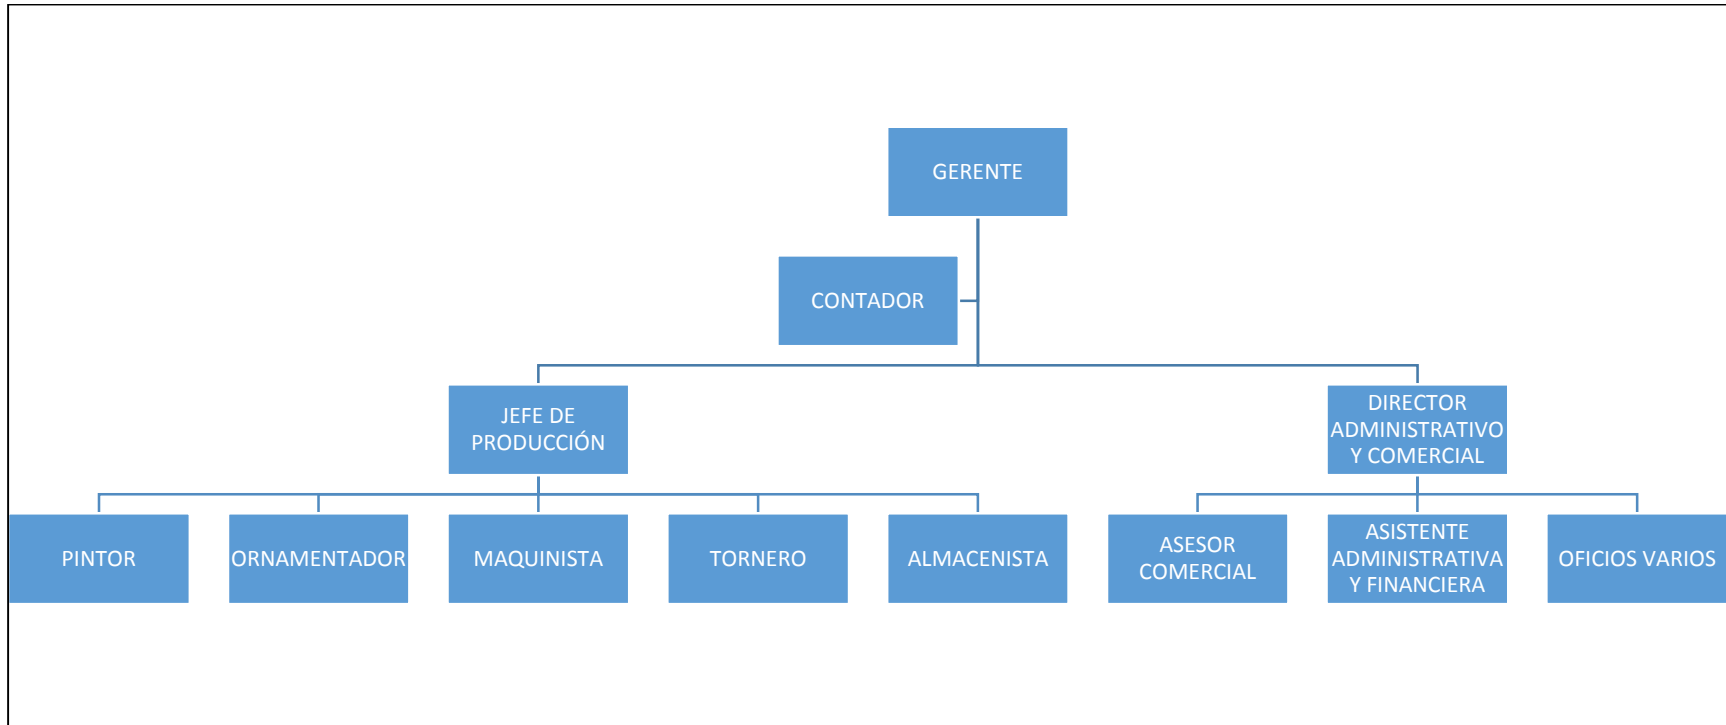 GERENTE
CONTADOR
JEFE DE
PRODUCCIÓN
DIRECTOR
ADMINISTRATIVO
Y COMERCIAL
PINTOR
ORNAMENTADOR
MAQUINISTA
TORNERO
ALMACENISTA
ASESOR
COMERCIAL
ASISTENTE
ADMINISTRATIVA
Y FINANCIERA
OFICIOS VARIOS